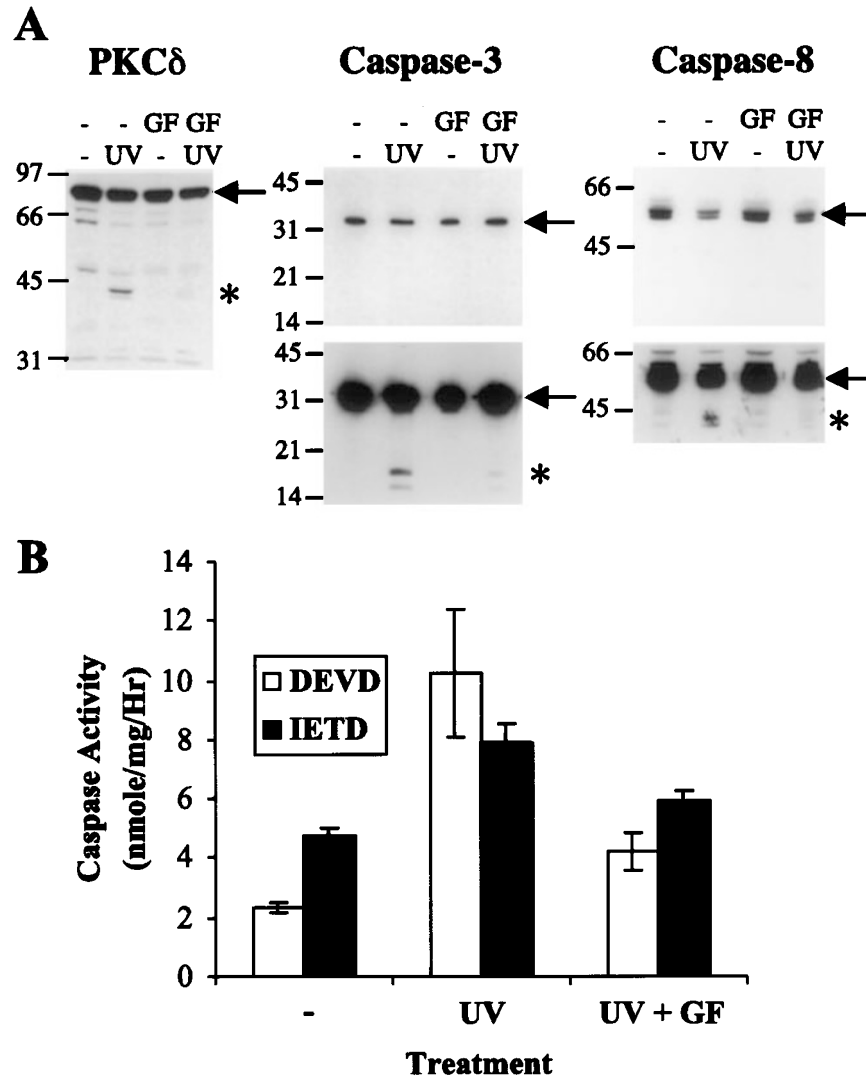 A
PKCδ
Caspase-3
Caspase-8
- - GF GF
- UV - UV
97
66
45
31
*
- - GF GF
- UV - UV
45
31
21
14
45
31
21
14
*
- - GF GF
- UV - UV
66
45
66
45
*
B
Caspase Activity
(nmole/mg/Hr)
14
12
10
8
6
4
2
0
DEVD
IETD
- UV UV + GF
Treatment